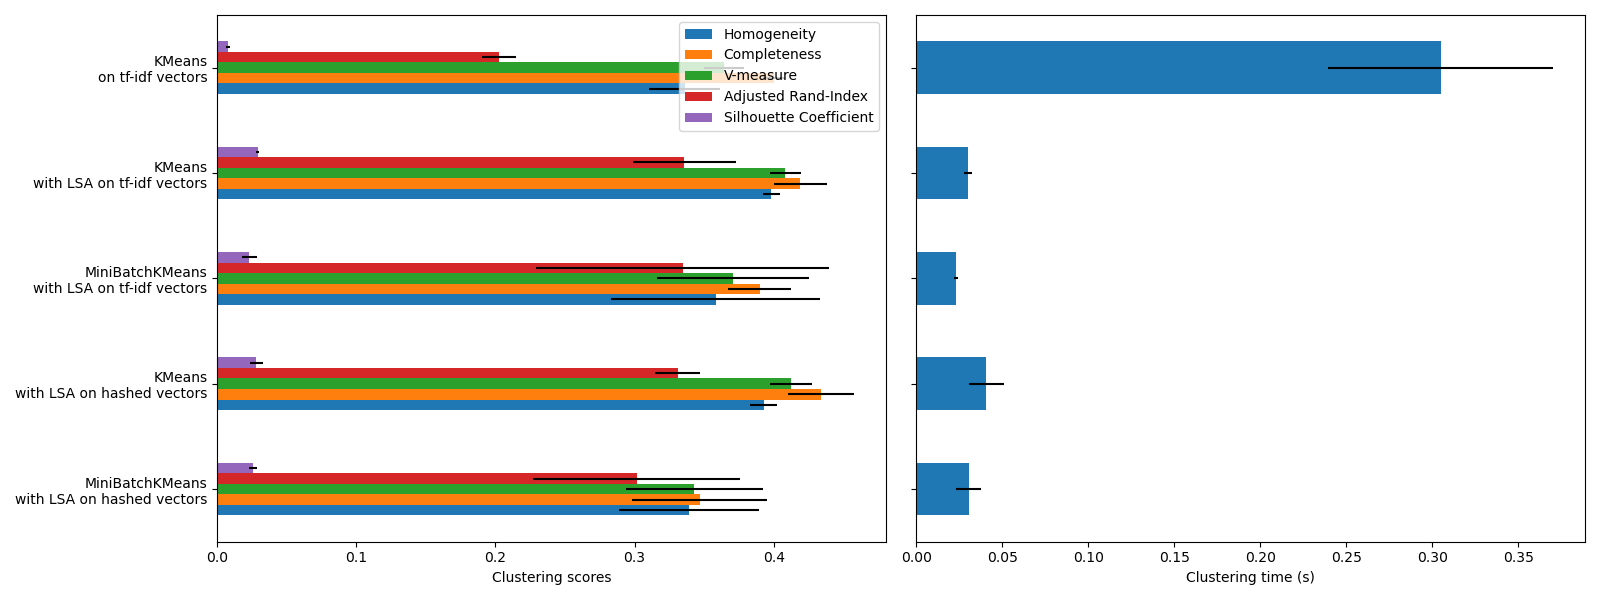 Homogeneity
Completeness
V-measure
Adjusted Rand-Index
Silhouette Coefficient
KMeans
on tf-idf vectors
KMeans
with LSA on tf-idf vectors
MiniBatchKMeans
with LSA on tf-idf vectors
KMeans
with LSA on hashed vectors
MiniBatchKMeans
with LSA on hashed vectors
0.0 0.1 0.2 0.3 0.4
Clustering scores
0.00 0.05 0.10 0.15 0.20 0.25 0.30 0.35
Clustering time (s)